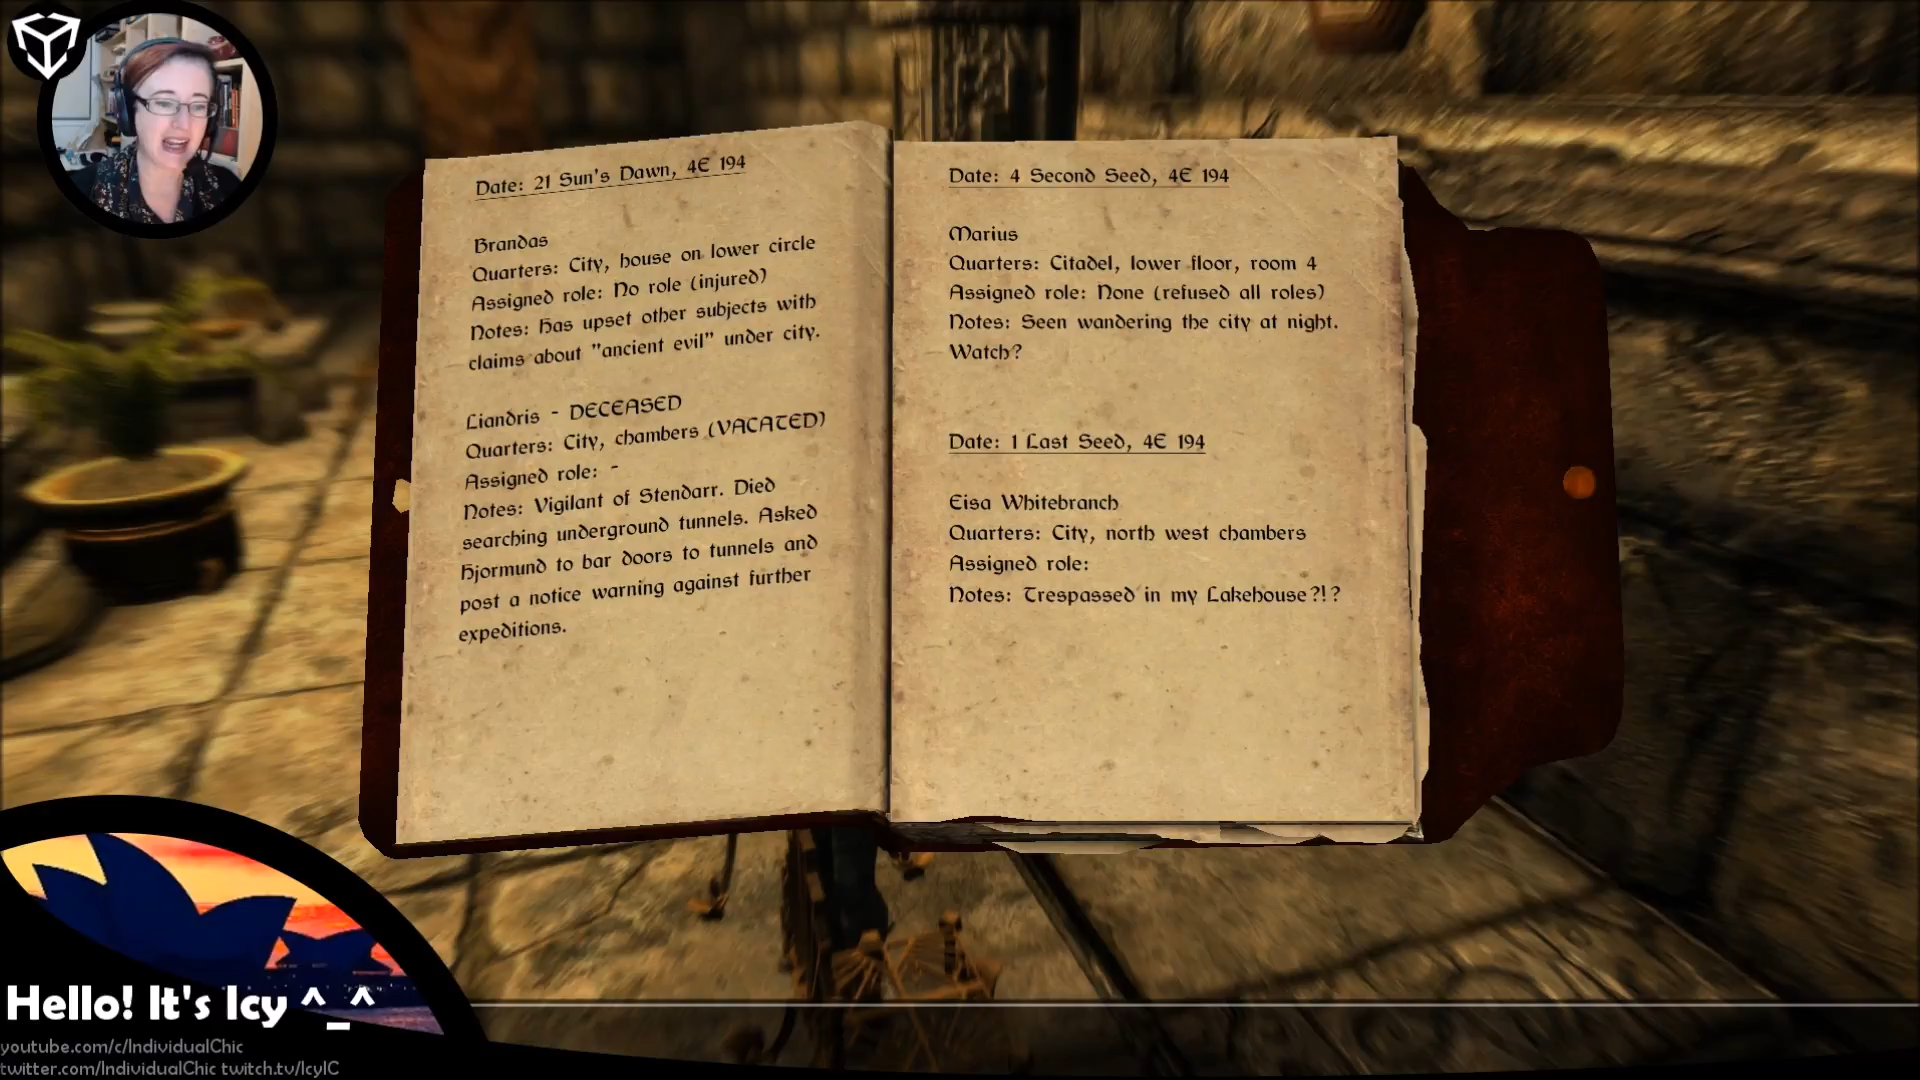 Date: 21 Sun's Dawn, 4E 194
Brandas
Quarters: City, house on lower circle
Assigned role: No role (injured)
Notes: Has upset other subjects with
claims about "ancient evil" under city.
Liandris - DECEASED
Quarters: City, chambers (VACATED)
Assigned role: -
Notes: Vigilant of Stendarr. Died
searching underground tunnels. Asked
Hjormund to bar doors to tunnels and
post a notice warning against further
expeditions.
Date: 4 Second Seed, 4E 194
Marius
Quarters: Citadel, lower floor, room 4
Assigned role: None (refused all roles)
Notes: Seen wandering the city at night.
Watch?
Date: 1 Last Seed, 4E 194
Eisa Whitebranch
Quarters: City, north west chambers
Assigned role:
Notes: Trespassed in my Lakehouse?!?
Hello! It's Icy ^_^
youtube.com/c/IndividualChic
twitter.com/IndividualChic twitch.tv/IcyIC